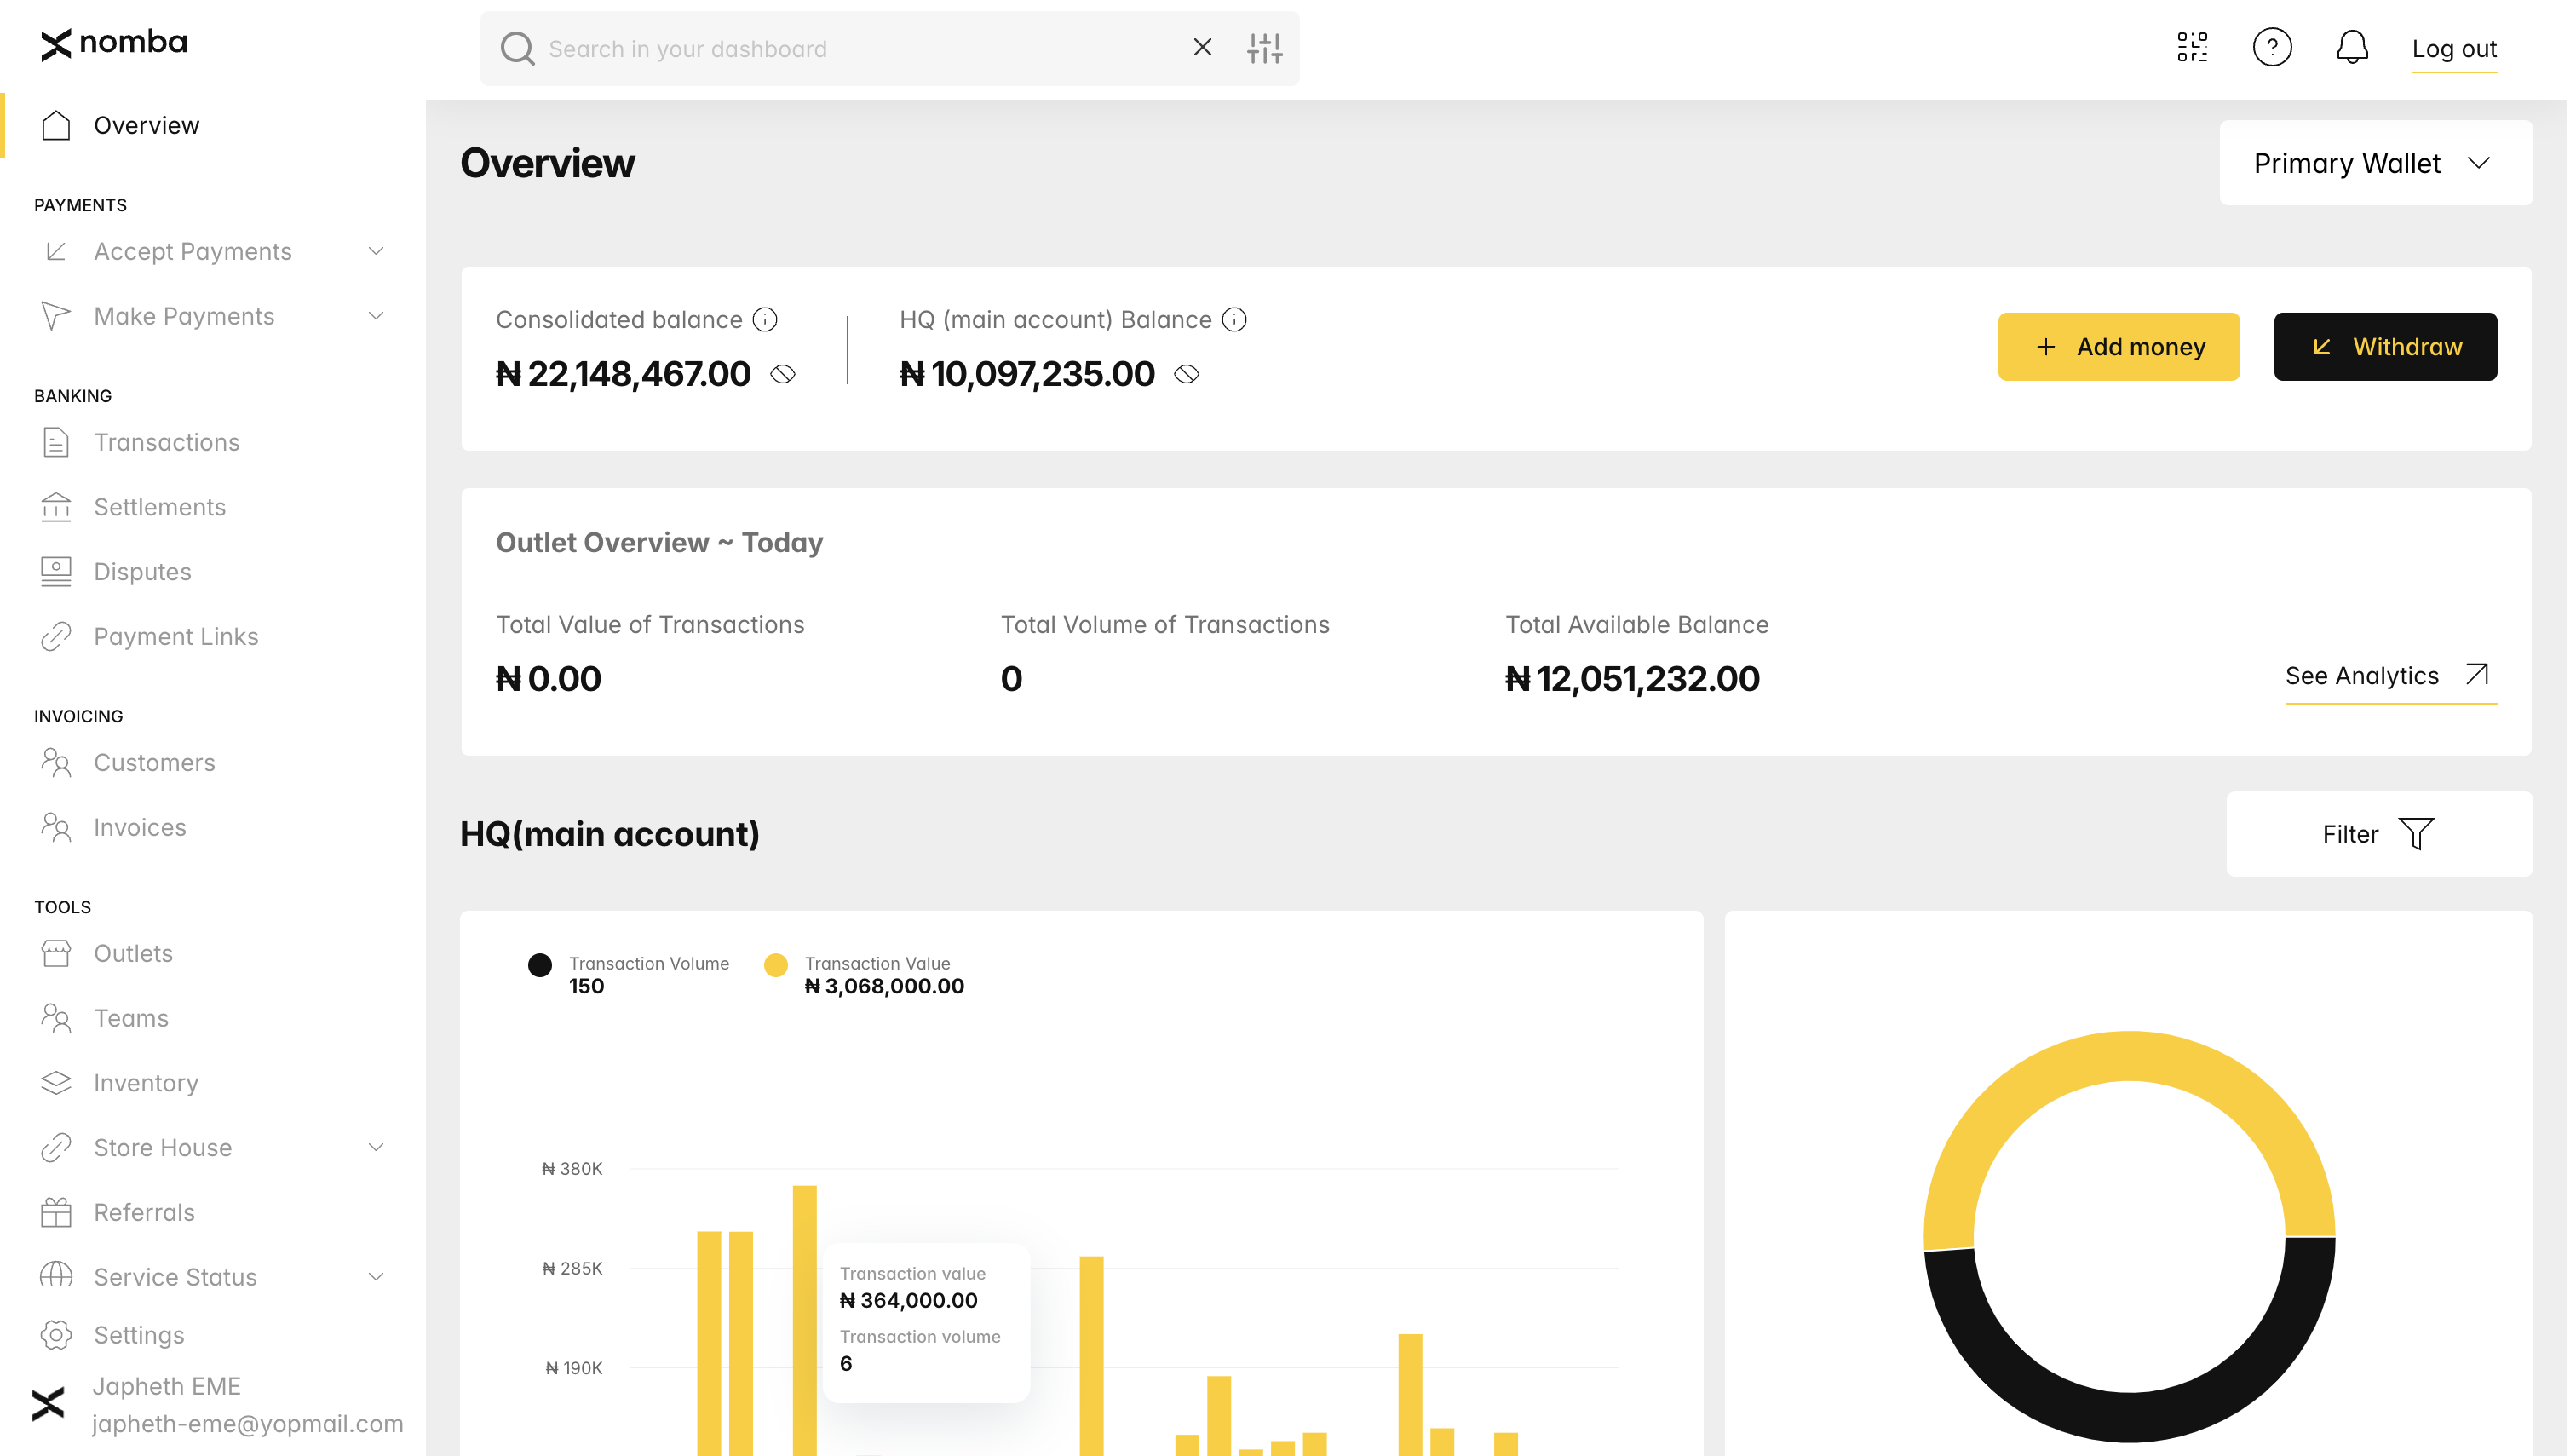 nomba
Search in your dashboard
Log out
Overview
PAYMENTS
Accept Payments
Make Payments
BANKING
Transactions
Settlements
Disputes
Payment Links
INVOICING
Customers
Invoices
TOOLS
Outlets
Teams
Inventory
Store House
Referrals
Service Status
Settings
Japheth EME
japheth-eme@yopmail.com
Overview
Primary Wallet
Consolidated balance
₦ 22,148,467.00
HQ (main account) Balance
₦ 10,097,235.00
Add money
Withdraw
Outlet Overview ~ Today
Total Value of Transactions
₦ 0.00
Total Volume of Transactions
0
Total Available Balance
₦ 12,051,232.00
See Analytics
HQ(main account)
Filter
Transaction Volume
150
Transaction Value
₦ 3,068,000.00
₦ 380K
₦ 285K
₦ 190K
Transaction value
₦ 364,000.00
Transaction volume
6